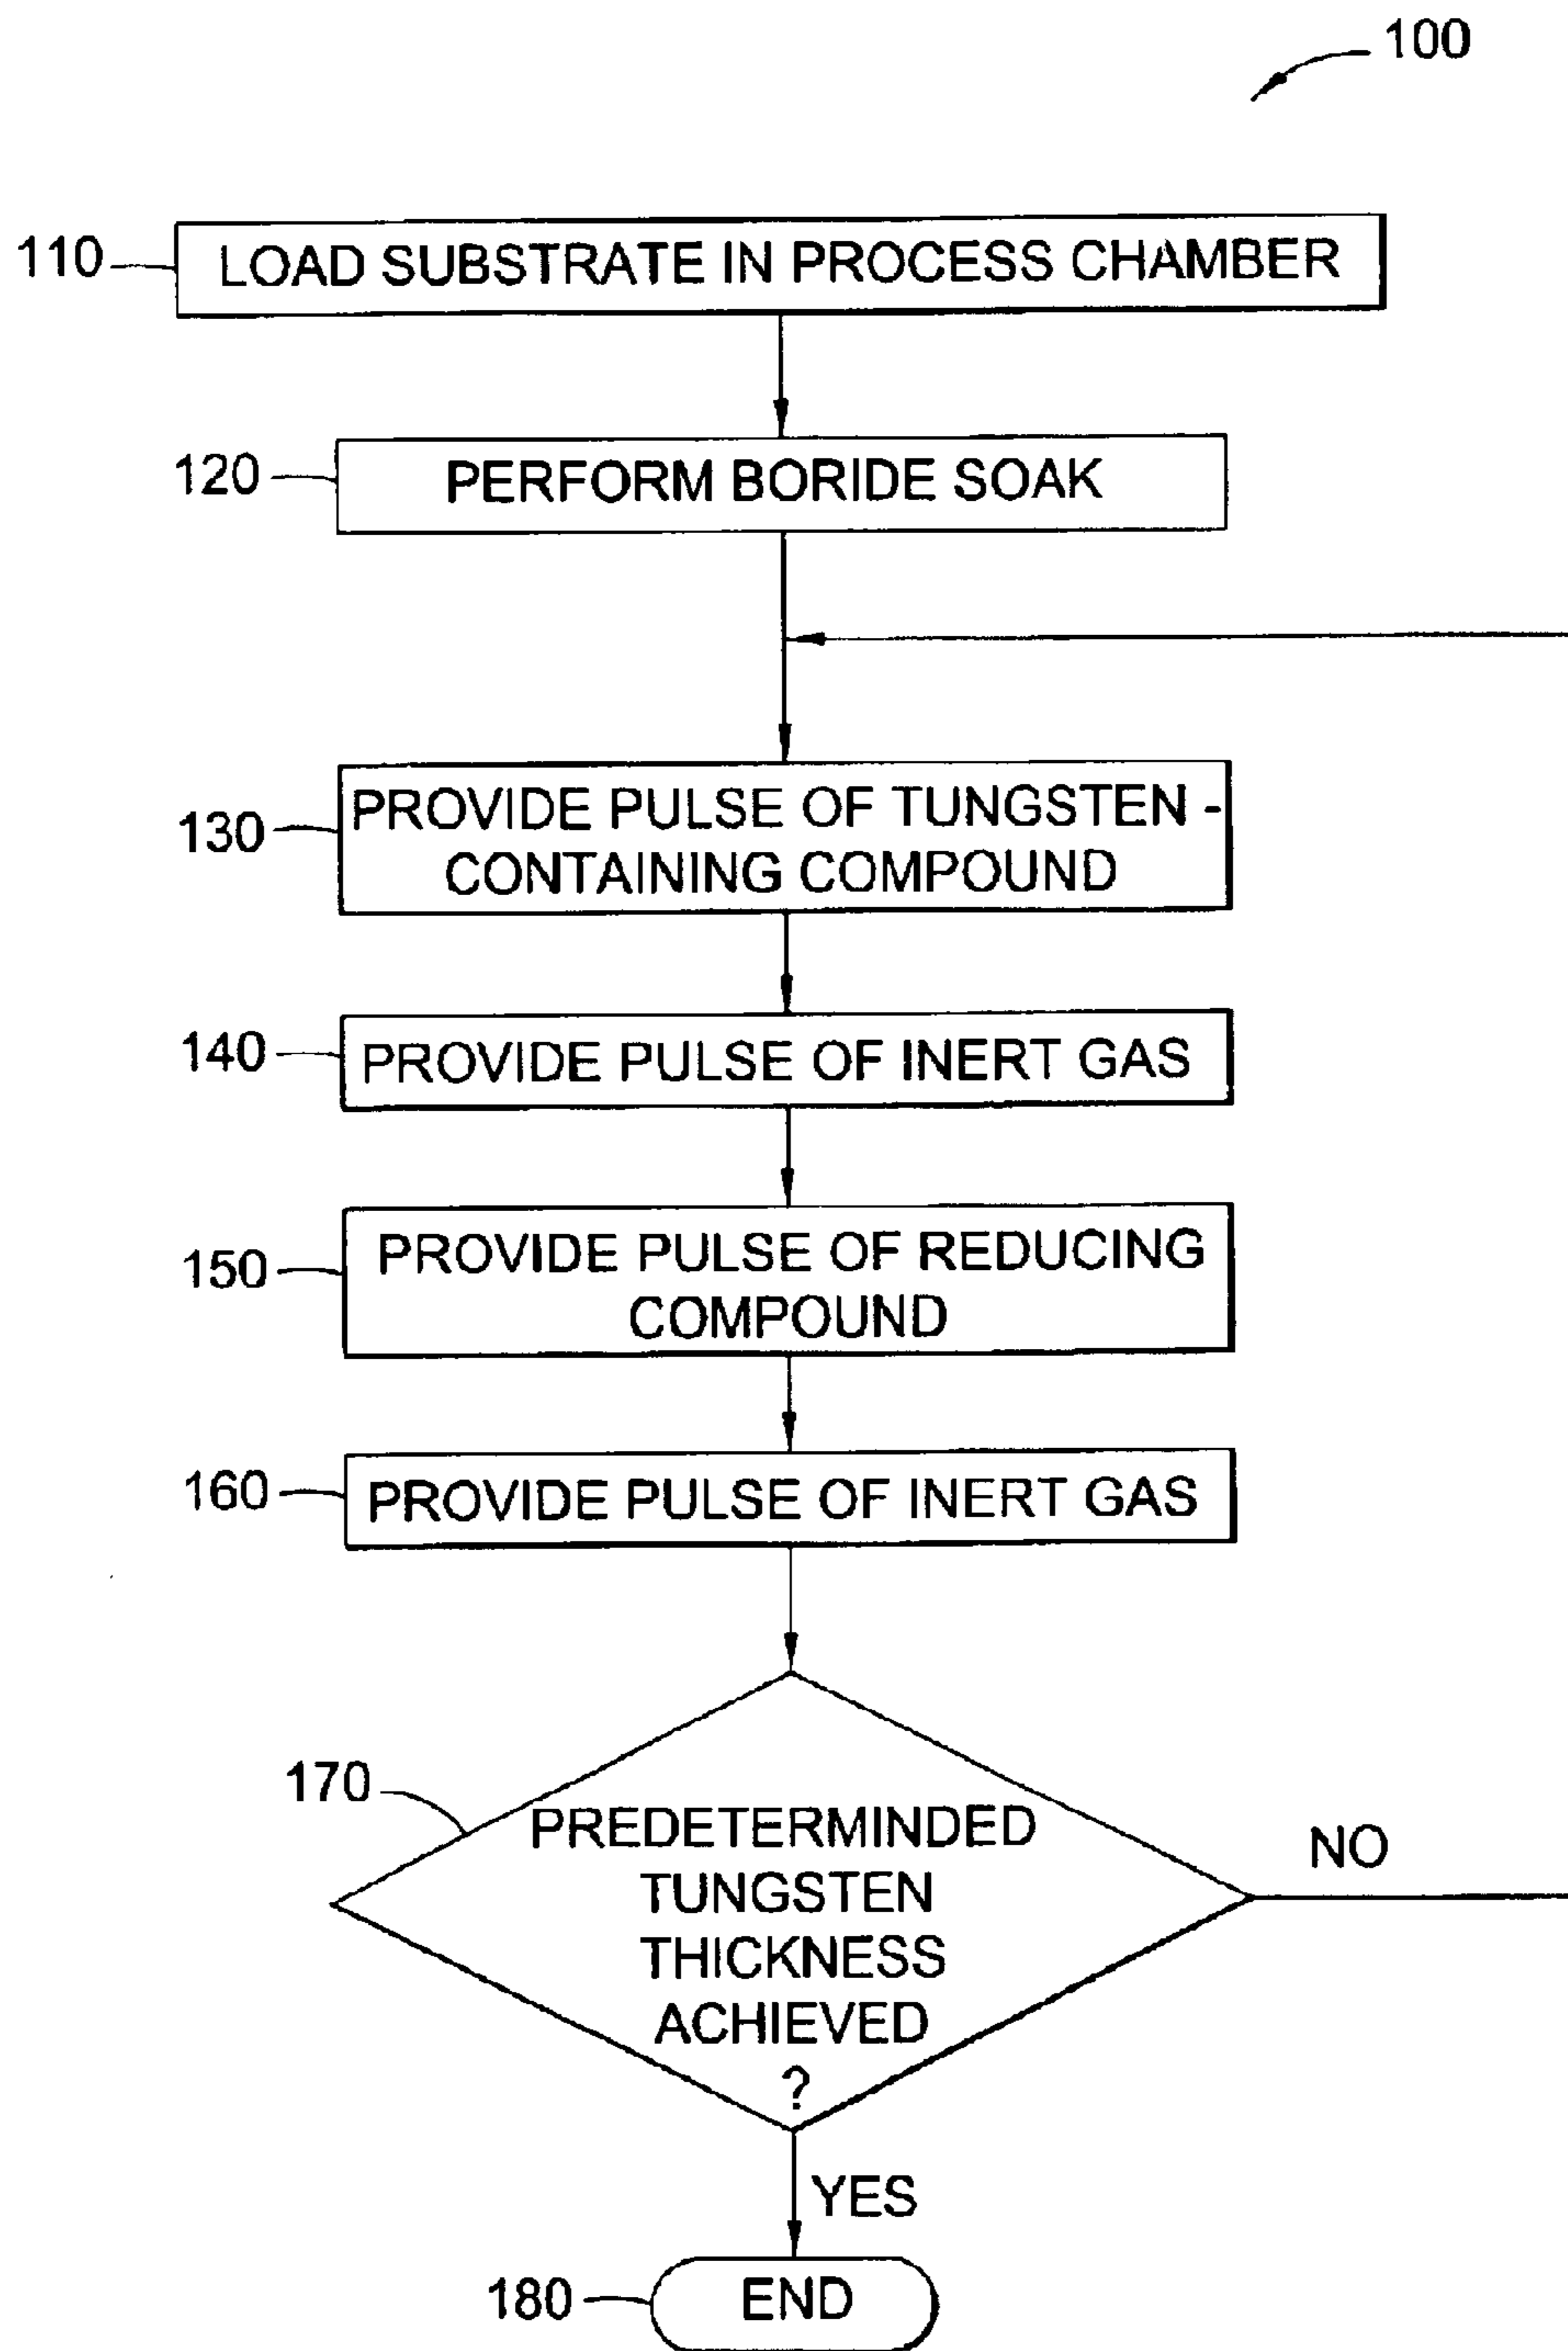 100
110
LOAD SUBSTRATE IN PROCESS CHAMBER
120
PERFORM BORIDE SOAK
130
PROVIDE PULSE OF TUNGSTEN -
CONTAINING COMPOUND
140
PROVIDE PULSE OF INERT GAS
150
PROVIDE PULSE OF REDUCING
COMPOUND
160
PROVIDE PULSE OF INERT GAS
170
PREDETERMINDED
TUNGSTEN
THICKNESS
ACHIEVED
?
NO
YES
180
END